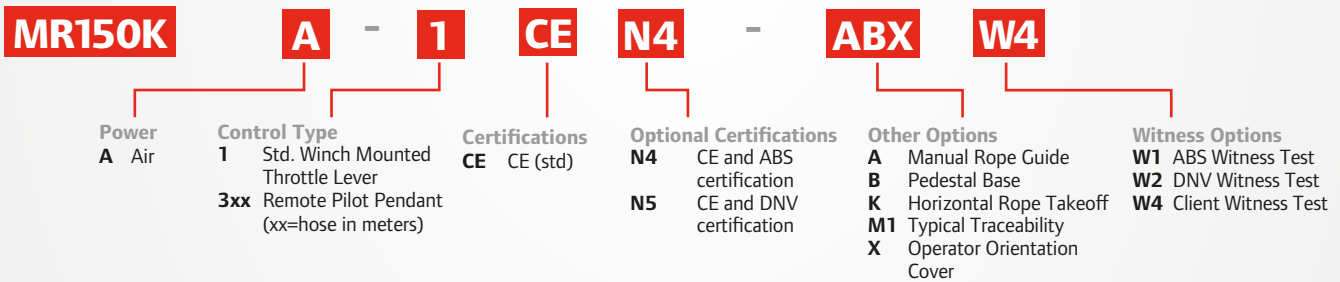 MR150K A - 1 CE N4 - ABX W4
Power
A Air
Control Type
1 Std. Winch Mounted
Throttle Lever
3xx Remote Pilot Pendant
(xx=hose in meters)
Certifications
CE CE (std)
Optional Certifications
N4 CE and ABS
certification
N5 CE and DNV
certification
Other Options
A Manual Rope Guide
B Pedestal Base
K Horizontal Rope Takeoff
M1 Typical Traceability
X Operator Orientation
Cover
Witness Options
W1 ABS Witness Test
W2 DNV Witness Test
W4 Client Witness Test